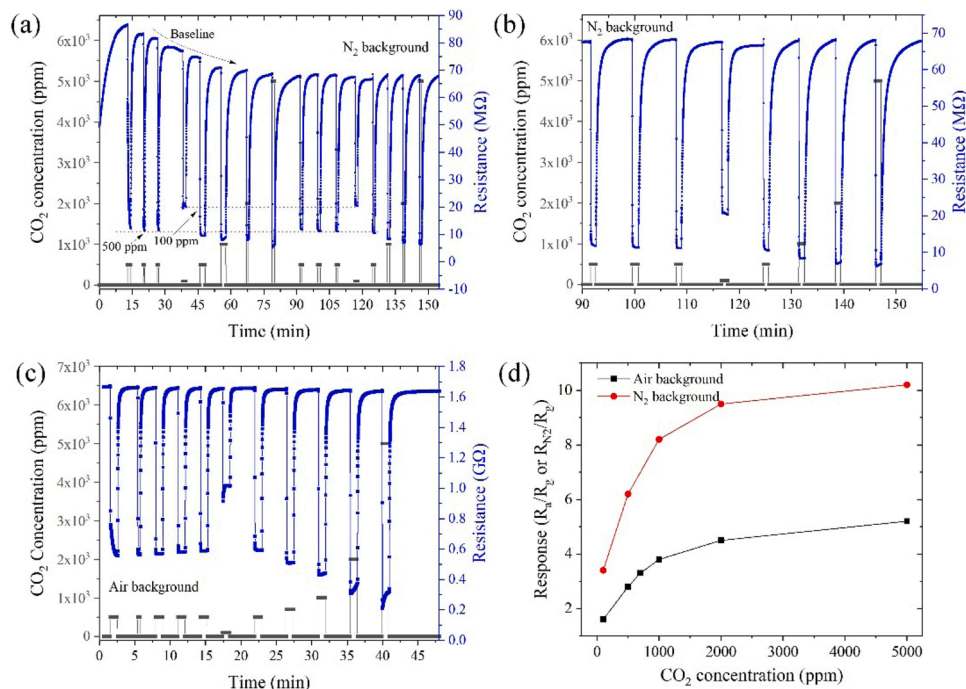 (a)
Baseline
N2 background
500 ppm
100 ppm
CO2 concentration (ppm)
6x10³
5x10³
4x10³
3x10³
2x10³
1x10³
0
90
80
70
60
50
40
30
20
10
0
-10
Resistance (MΩ)
0 15 30 45 60 75 90 105 120 135 150
Time (min)
(b)
N2 background
CO2 concentration (ppm)
6x10³
5x10³
4x10³
3x10³
2x10³
1x10³
0
70
60
50
40
30
20
10
0
Resistance (MΩ)
90 100 110 120 130 140 150
Time (min)
(c)
Air background
CO2 Concentration (ppm)
7x10³
6x10³
5x10³
4x10³
3x10³
2x10³
1x10³
0
1.8
1.6
1.4
1.2
1.0
0.8
0.6
0.4
0.2
0.0
Resistance (GΩ)
0 5 10 15 20 25 30 35 40 45
Time (min)
(d)
Air background
N2 background
Response (Ra/Rg or RN2/Rg)
10
8
6
4
2
0 1000 2000 3000 4000 5000
CO2 concentration (ppm)